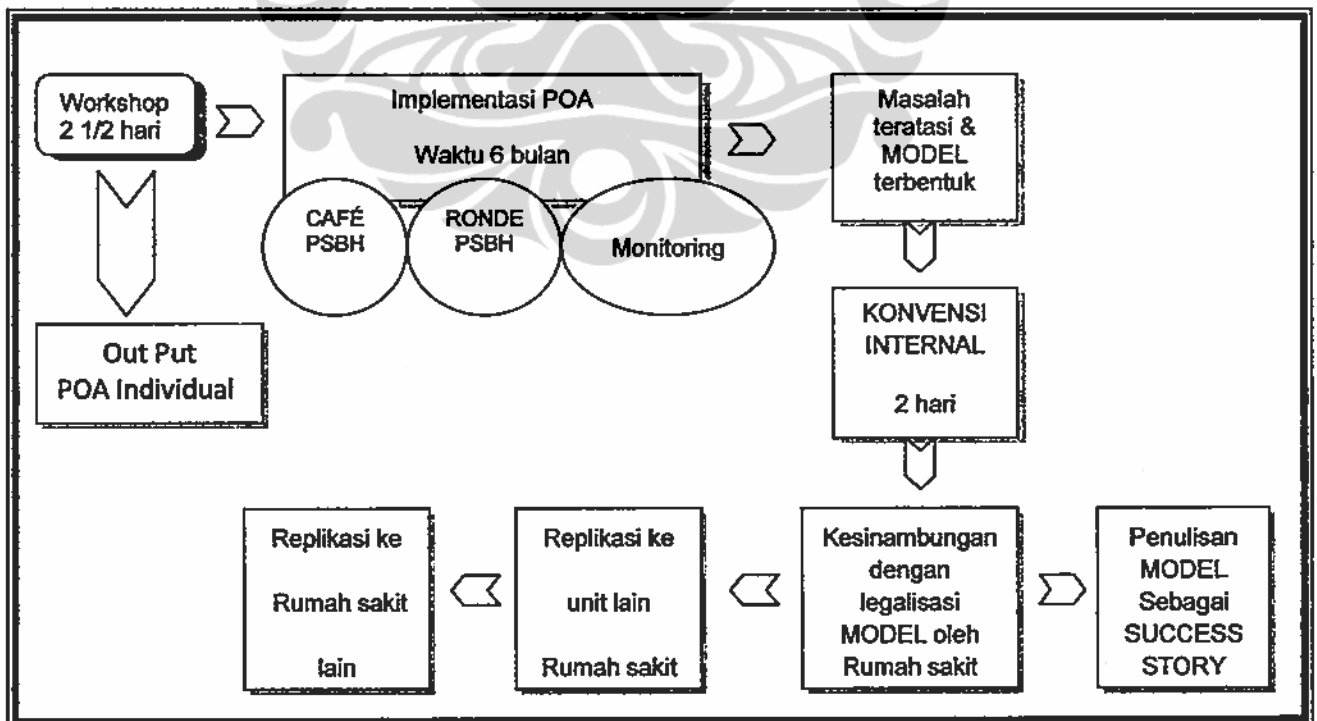 Workshop
2 1/2 hari
Implementasi POA
Waktu 6 bulan
CAFÉ
PSBH
RONDE
PSBH
Monitoring
Masalah
teratasi &
MODEL
terbentuk
Out Put
POA Individual
KONVENSI
INTERNAL
2 hari
Replikasi ke
Rumah sakit
lain
Replikasi ke
unit lain
Rumah sakit
Kesinambungan
dengan
legalisasi
MODEL oleh
Rumah sakit
Penulisan
MODEL
Sebagai
SUCCESS
STORY